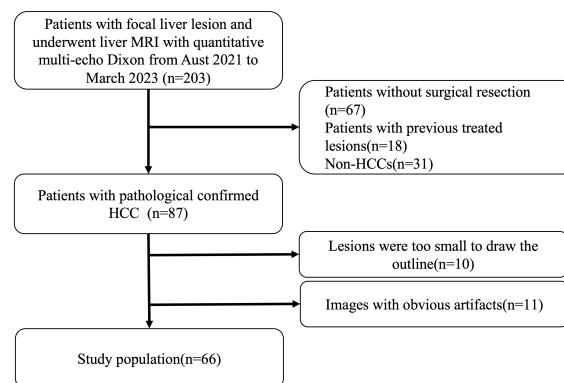 Patients with focal liver lesion and
underwent liver MRI with quantitative
multi-echo Dixon from Aust 2021 to
March 2023 (n=203)
Patients without surgical resection
(n=67)
Patients with previous treated
lesions(n=18)
Non-HCCs(n=31)
Patients with pathological confirmed
HCC (n=87)
Lesions were too small to draw the
outline(n=10)
Images with obvious artifacts(n=11)
Study population(n=66)